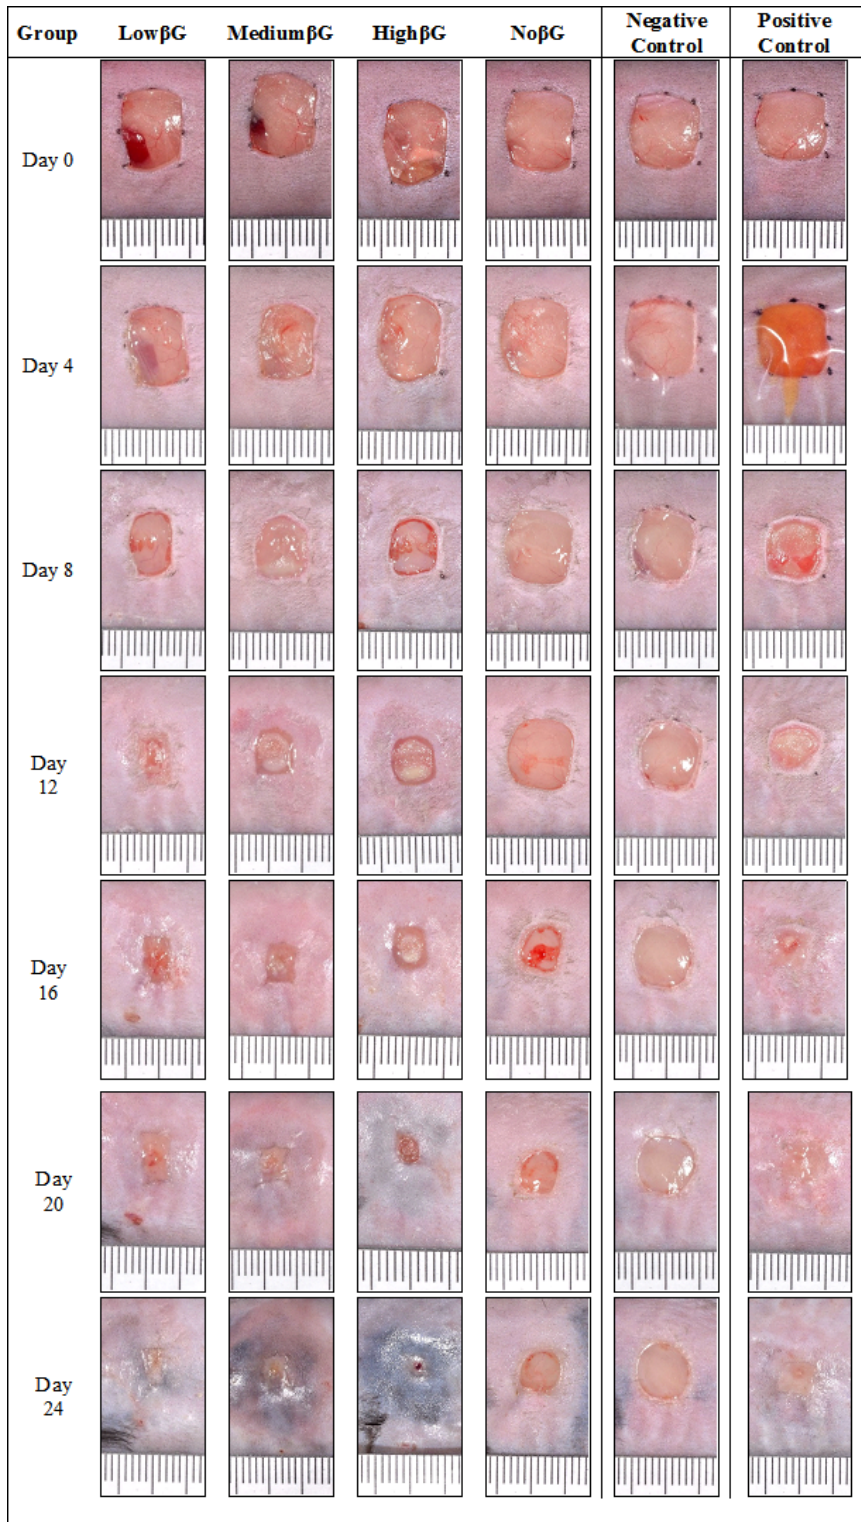 Group LowβG MediumβG HighβG NoβG Negative Control Positive Control
Day 0
Day 4
Day 8
Day
12
Day
16
Day
20
Day
24